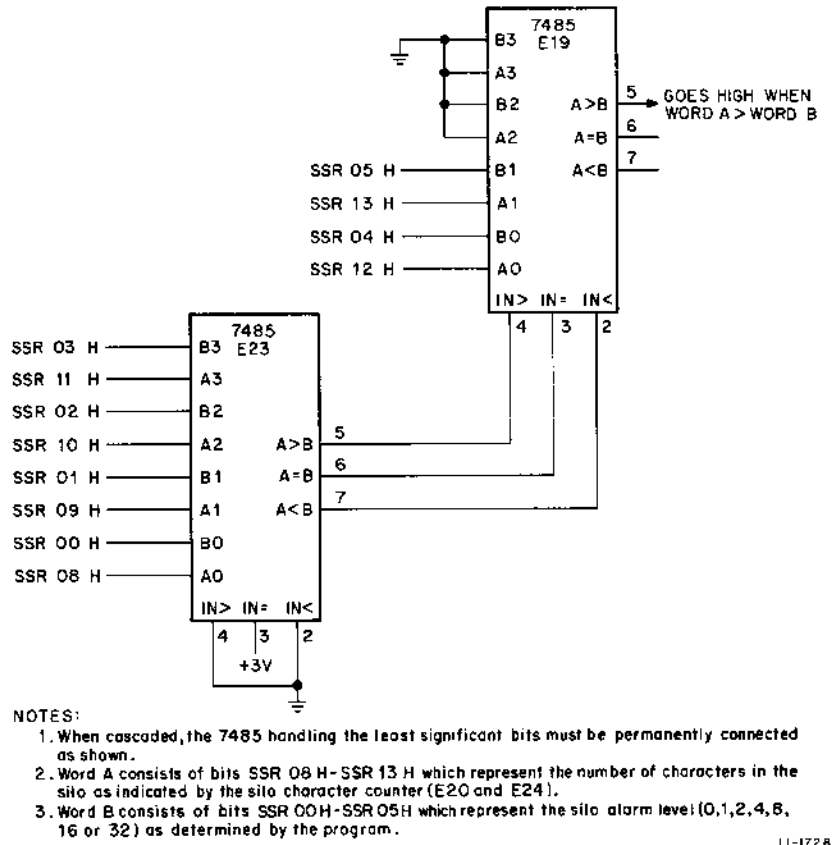 7485
E19
B3
A3
B2
A2
B1
A1
B0
A0
A>B
A=B
A<B
5
6
7
GOES HIGH WHEN
WORD A > WORD B
SSR 05 H
SSR 13 H
SSR 04 H
SSR 12 H
IN> IN= IN<
4 3 2
7485
E23
SSR 03 H
SSR 11 H
SSR 02 H
SSR 10 H
SSR 01 H
SSR 09 H
SSR 00 H
SSR 08 H
B3
A3
B2
A2
B1
A1
B0
A0
A>B
A=B
A<B
5
6
7
IN> IN= IN<
4 3 2
+3V
NOTES:
1. When cascaded, the 7485 handling the least significant bits must be permanently connected
as shown.
2. Word A consists of bits SSR 08 H-SSR 13 H which represent the number of characters in the
silo as indicated by the silo character counter (E20 and E24).
3. Word B consists of bits SSR 00H-SSR 05H which represent the silo alarm level (0,1,2,4,8,
16 or 32) as determined by the program.
11-1728